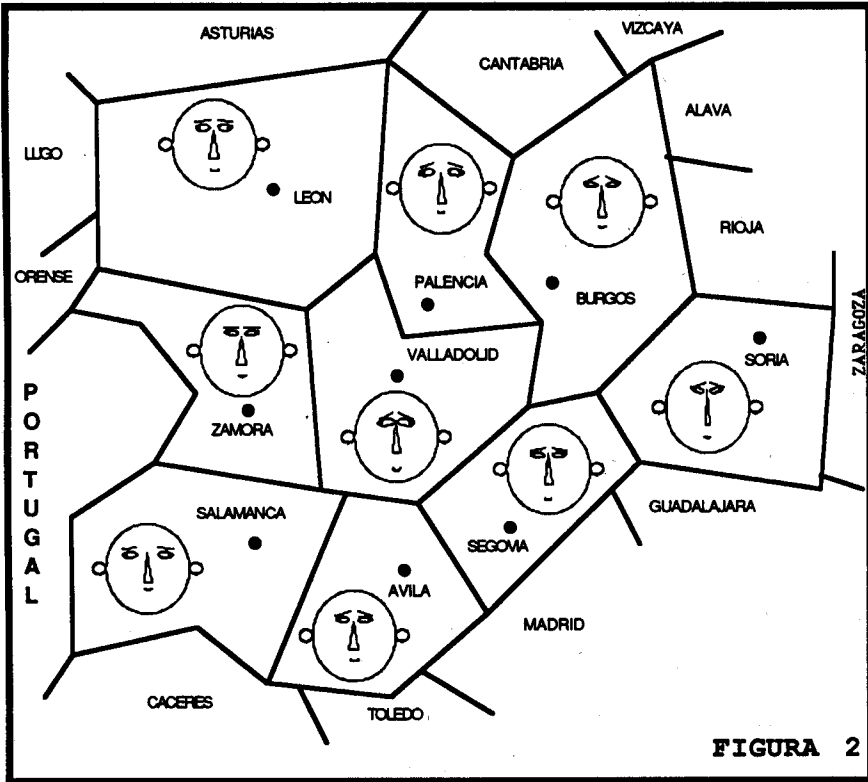 ASTURIAS
VIZCAYA
CANTABRIA
ALAVA
LUGO
LEON
RIOJA
ORENSE
PALENCIA
BURGOS
ZARAGOZA
VALLADOLID
SORIA
PORTUGAL
ZAMORA
SALAMANCA
SEGOVIA
GUADALAJARA
AVILA
MADRID
CACERES
TOLEDO
FIGURA 2